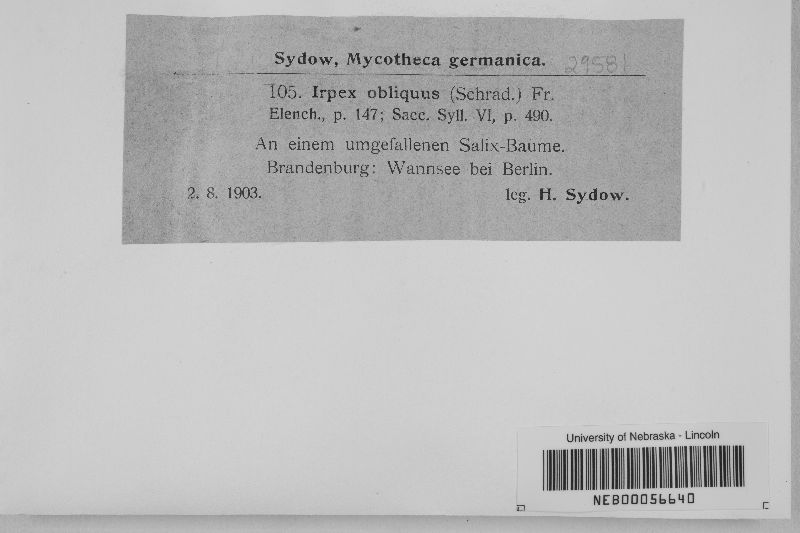 Sydow, Mycotheca germanica. 29581
105. Irpex obliquus (Schrad.) Fr.
Elench., p. 147; Sacc. Syll. VI, p. 490.
An einem umgefallenen Salix-Baume.
Brandenburg: Wannsee bei Berlin.
2. 8. 1903. leg. H. Sydow.
University of Nebraska - Lincoln
NEB00056640